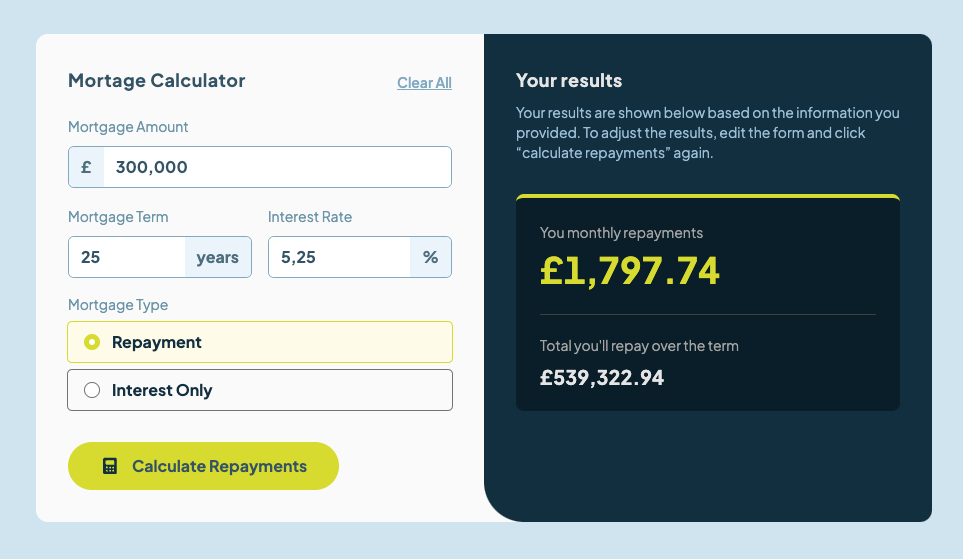 Mortage Calculator
Clear All
Mortgage Amount
£ 300,000
Mortgage Term
Interest Rate
25 years
5,25 %
Mortgage Type
Repayment
Interest Only
Calculate Repayments
Your results
Your results are shown below based on the information you
provided. To adjust the results, edit the form and click
“calculate repayments” again.
You monthly repayments
£1,797.74
Total you'll repay over the term
£539,322.94